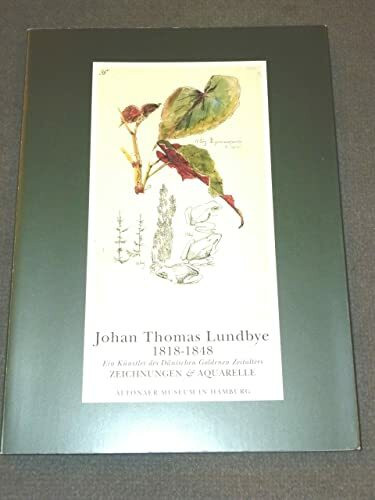 Johan Thomas Lundbye
1818-1848
Ein Künstler des Dänischen Goldenen Zeitalters
ZEICHNUNGEN & AQUARELLE
ALTONAER MUSEUM IN HAMBURG